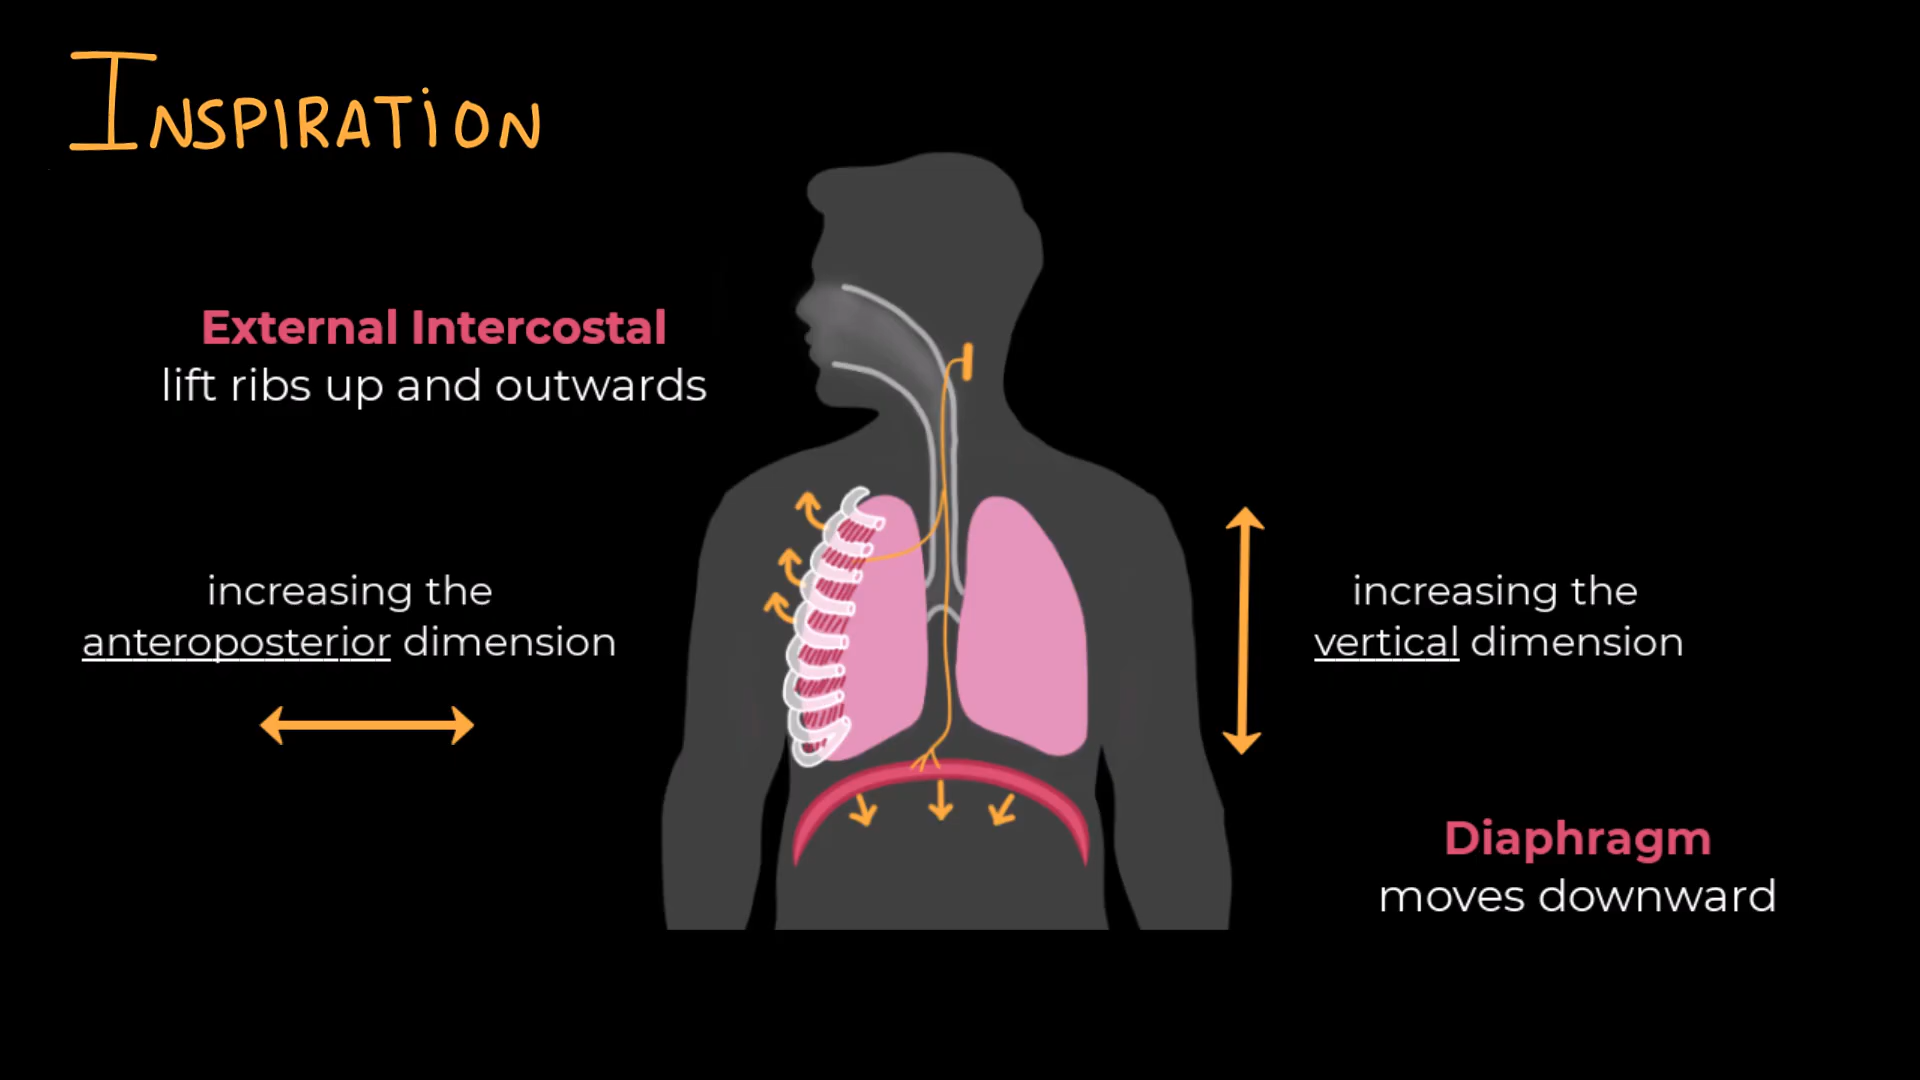 INSPIRATiON
External Intercostal
lift ribs up and outwards
increasing the
anteroposterior dimension
increasing the
vertical dimension
Diaphragm
moves downward